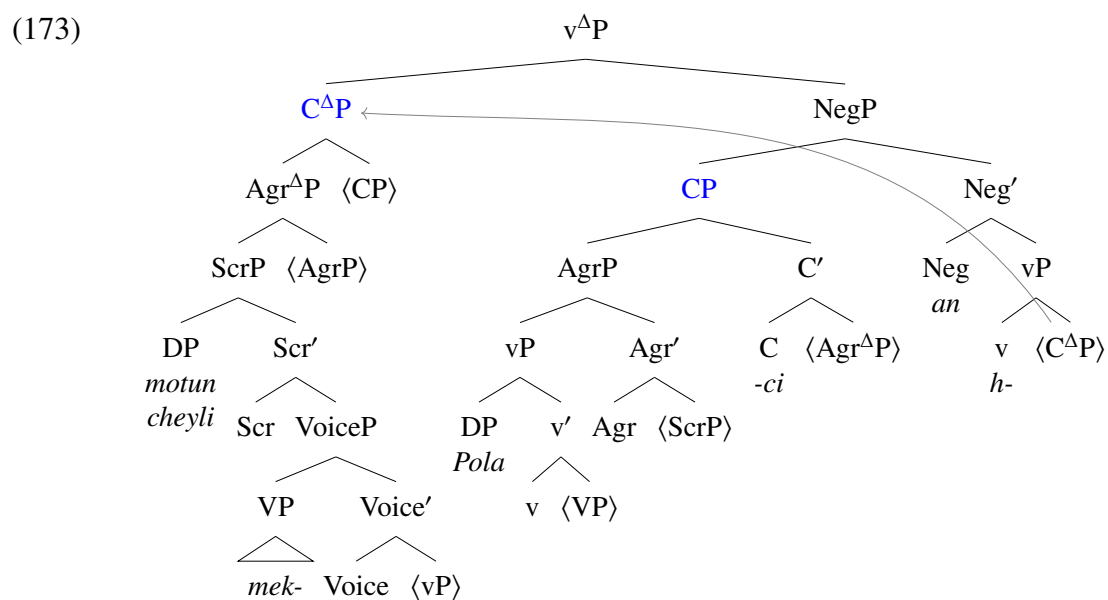 (173)
v^ΔP
C^ΔP NegP
Agr^ΔP ⟨CP⟩ CP Neg′
ScrP ⟨AgrP⟩ AgrP C′ Neg vP
an
DP Scr′ vP Agr′ C ⟨Agr^ΔP⟩ v ⟨C^ΔP⟩
motun -ci h-
cheyli
Scr VoiceP DP v′ Agr ⟨ScrP⟩
Pola
VP Voice′ v ⟨VP⟩
mek- Voice ⟨vP⟩